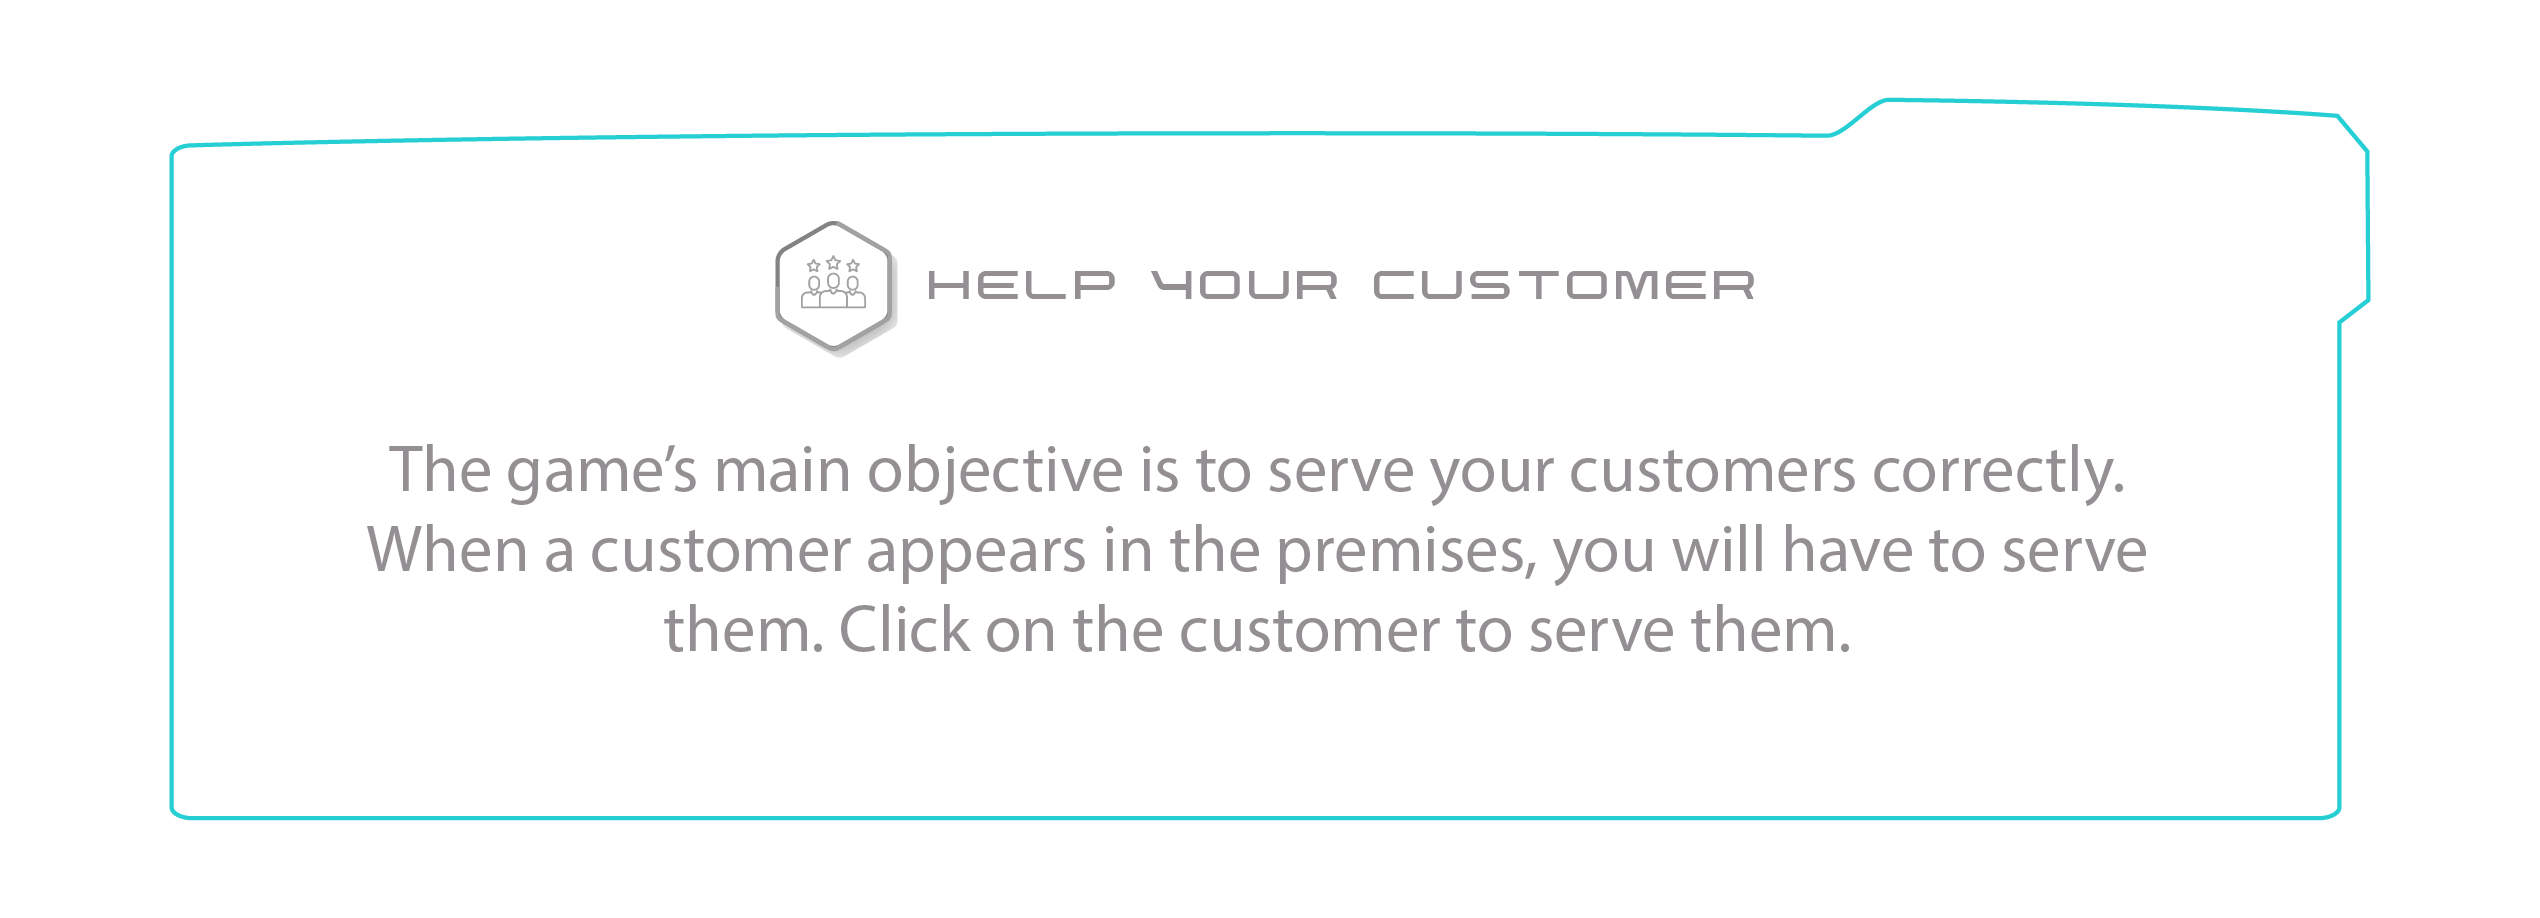 HELP YOUR CUSTOMER
The game’s main objective is to serve your customers correctly.
When a customer appears in the premises, you will have to serve
them. Click on the customer to serve them.